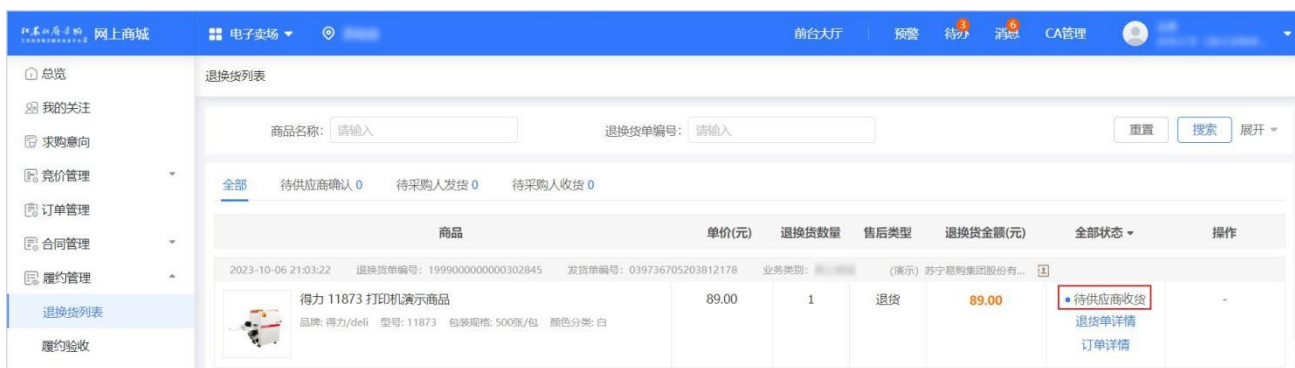 网上商城
电子卖场
前台大厅 预警 待办 3 消息 6 CA管理
总览
我的关注
求购意向
竞价管理
订单管理
合同管理
履约管理
退换货列表
履约验收
退换货列表
商品名称: 请输入 退换货单编号: 请输入 重置 搜索 展开
全部 待供应商确认 0 待采购人发货 0 待采购人收货 0
商品 单价(元) 退换货数量 售后类型 退换货金额(元) 全部状态 操作
2023-10-06 21:03:22 退换货单编号: 1999000000000302845 发货单编号: 039736705203812178 业务类别: (演示) 苏宁易购集团股份有...
得力 11873 打印机演示商品 89.00 1 退货 89.00 待供应商收货 -
品牌: 得力/deli 型号: 11873 包装规格: 500张/包 颜色分类: 白
退货单详情
订单详情